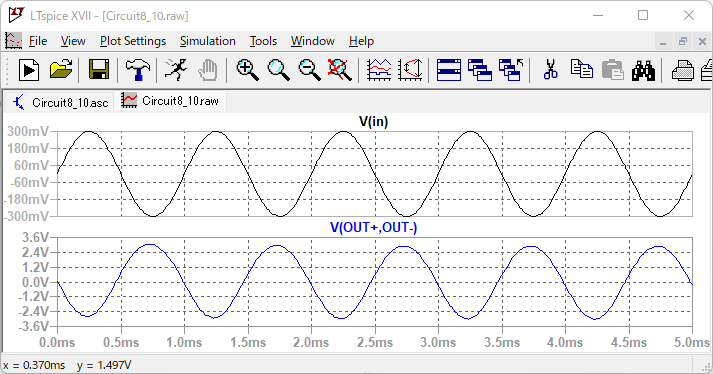 LTspice XVII - [Circuit8_10.raw]
File View Plot Settings Simulation Tools Window Help
Circuit8_10.asc Circuit8_10.raw
V(in)
300mV
180mV
60mV
-60mV
-180mV
-300mV
V(OUT+,OUT-)
3.6V
2.4V
1.2V
0.0V
-1.2V
-2.4V
-3.6V
0.0ms 0.5ms 1.0ms 1.5ms 2.0ms 2.5ms 3.0ms 3.5ms 4.0ms 4.5ms 5.0ms
x = 0.370ms y = 1.497V